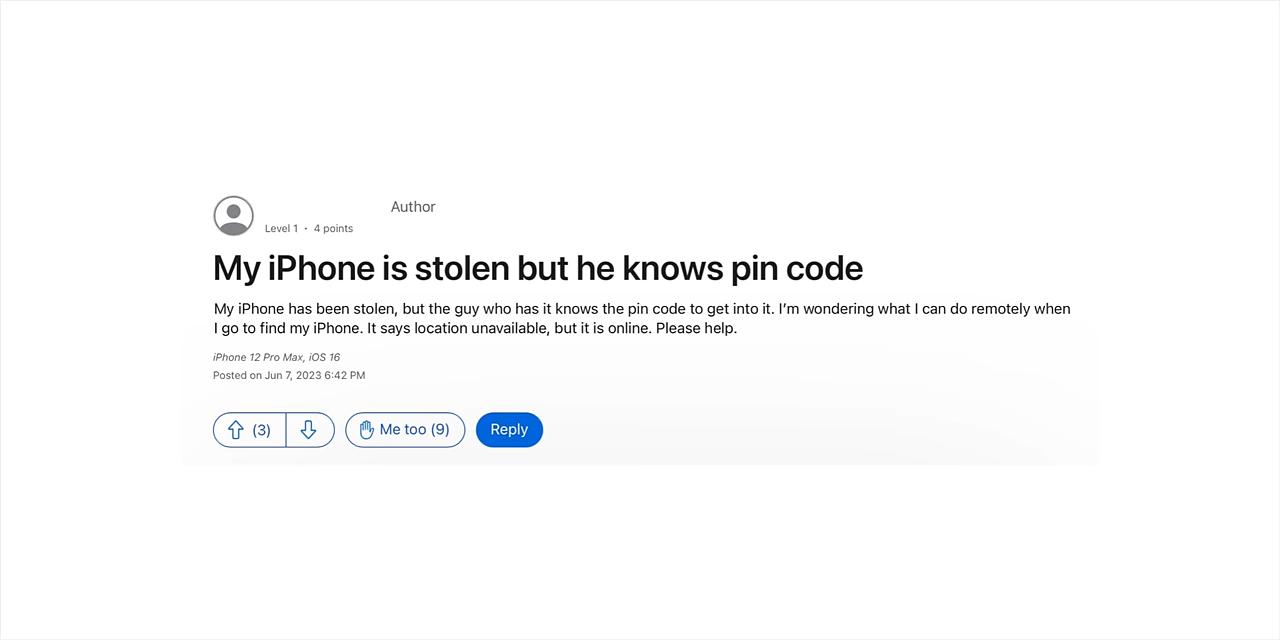 Author
Level 1 · 4 points
My iPhone is stolen but he knows pin code
My iPhone has been stolen, but the guy who has it knows the pin code to get into it. I’m wondering what I can do remotely when
I go to find my iPhone. It says location unavailable, but it is online. Please help.
iPhone 12 Pro Max, iOS 16
Posted on Jun 7, 2023 6:42 PM
(3) Me too (9) Reply